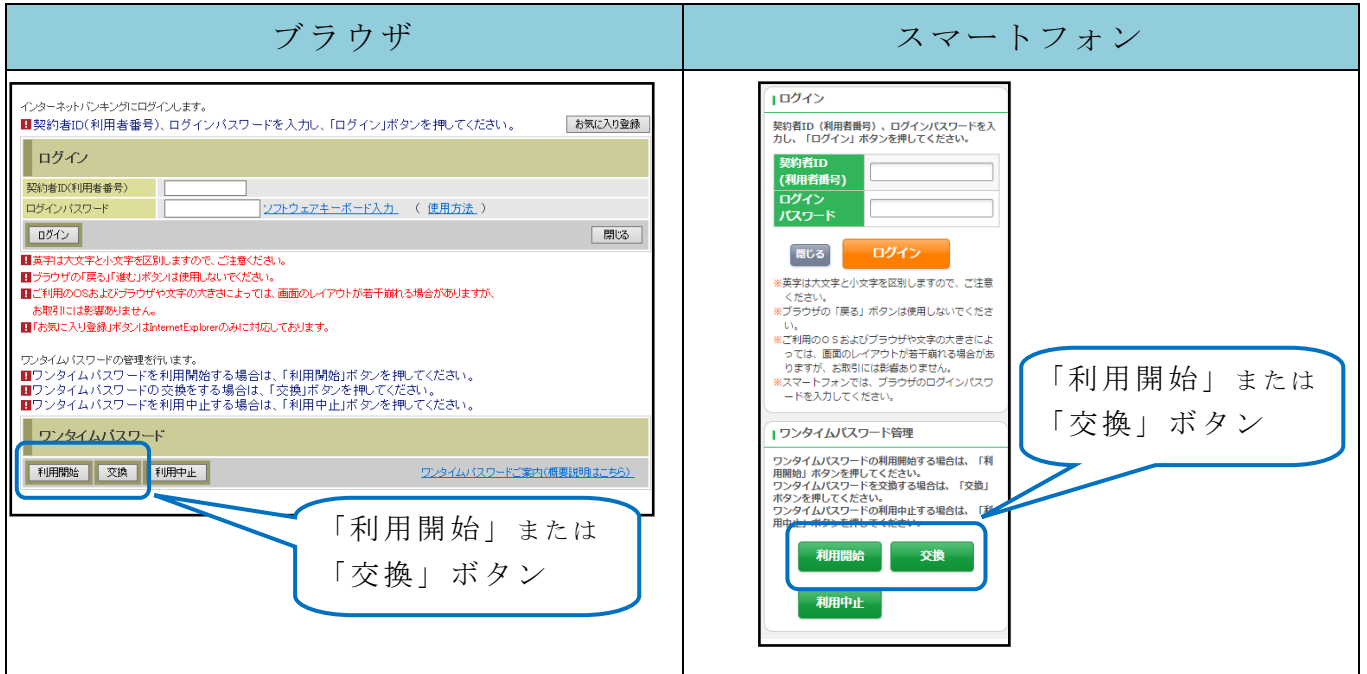 ブラウザ
スマートフォン
インターネットバンキングにログインします。
契約者ID(利用者番号)、ログインパスワードを入力し、「ログイン」ボタンを押してください。
お気に入り登録
ログイン
契約者ID(利用者番号)
ログインパスワード
ソフトウェアキーボード入力 ( 使用方法 )
ログイン
閉じる
英字は大文字と小文字を区別しますので、ご注意ください。
ブラウザの「戻る」「進む」ボタンは使用しないでください。
ご利用のOSおよびブラウザや文字の大きさによっては、画面のレイアウトが若干崩れる場合がありますが、
お取引には影響ありません。
「お気に入り登録」ボタンはInternetExplorerのみに対応しております。
ワンタイムパスワードの管理を行います。
ワンタイムパスワードを利用開始する場合は、「利用開始」ボタンを押してください。
ワンタイムパスワードの交換をする場合は、「交換」ボタンを押してください。
ワンタイムパスワードを利用中止する場合は、「利用中止」ボタンを押してください。
ワンタイムパスワード
利用開始
交換
利用中止
ワンタイムパスワードご案内(概要説明はこちら)
「利用開始」または
「交換」ボタン
ログイン
契約者ID（利用者番号）、ログインパスワードを入
力し、「ログイン」ボタンを押してください。
契約者ID
(利用者番号)
ログイン
パスワード
閉じる
ログイン
※英字は大文字と小文字を区別しますので、ご注意
ください。
※ブラウザの「戻る」ボタンは使用しないでくださ
い。
※ご利用のOSおよびブラウザや文字の大きさによ
っては、画面のレイアウトが若干崩れる場合があ
りますが、お取引には影響ありません。
※スマートフォンでは、ブラウザのログインパスワ
ードを入力してください。
ワンタイムパスワード管理
ワンタイムパスワードの利用開始する場合は、「利
用開始」ボタンを押してください。
ワンタイムパスワードを交換する場合は、「交換」
ボタンを押してください。
ワンタイムパスワードの利用中止する場合は、「利
用中止」ボタンを押してください。
利用開始
交換
利用中止
「利用開始」または
「交換」ボタン